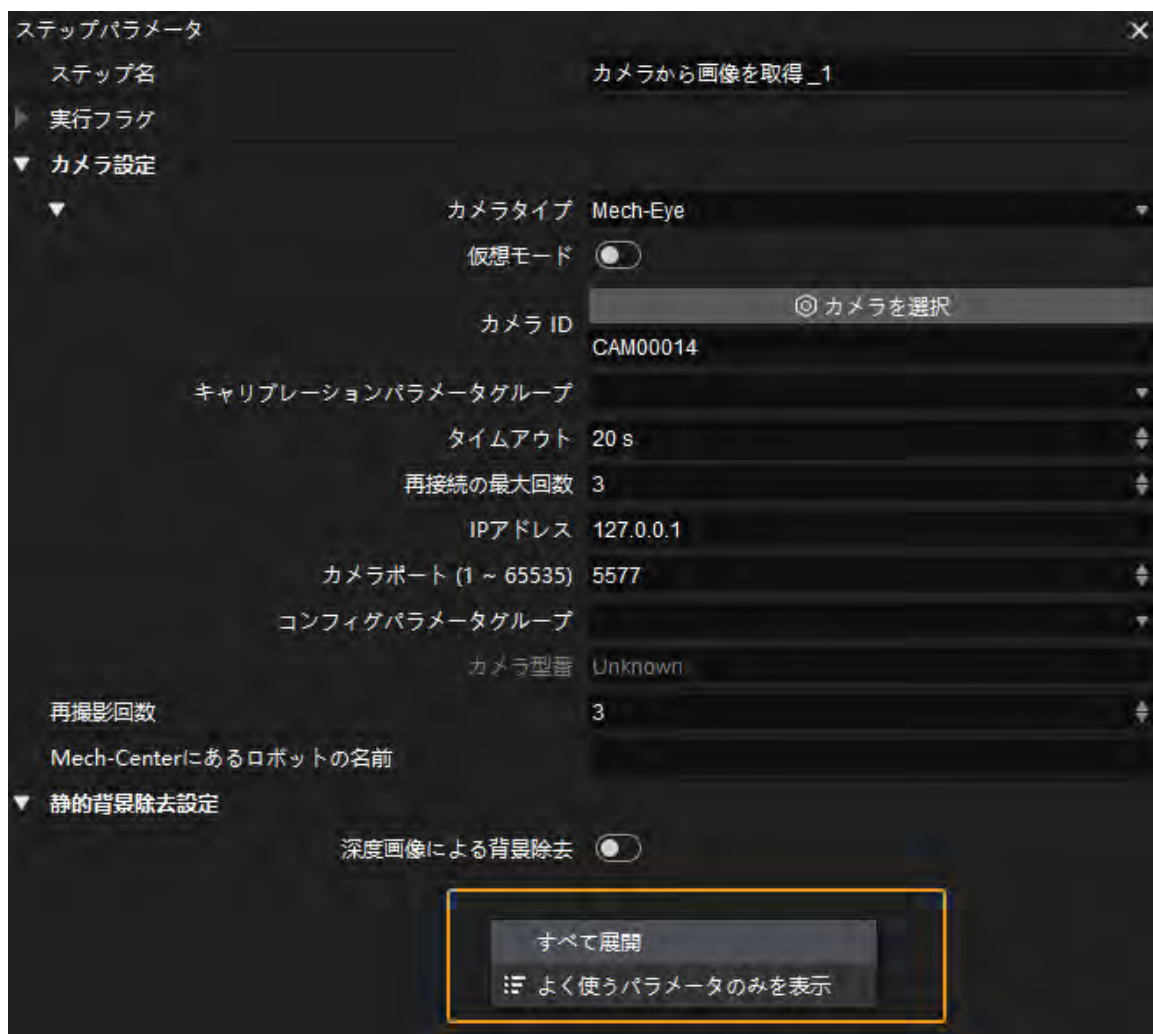 ステップパラメータ
ステップ名 カメラから画像を取得_1
実行フラグ
カメラ設定
カメラタイプ Mech-Eye
仮想モード
カメラを選択
カメラ ID
CAM00014
キャリブレーションパラメータグループ
タイムアウト 20 s
再接続の最大回数 3
IPアドレス 127.0.0.1
カメラポート (1 ~ 65535) 5577
コンフィグパラメータグループ
カメラ型番 Unknown
再撮影回数 3
Mech-Centerにあるロボットの名前
静的背景除去設定
深度画像による背景除去
すべて展開
よく使うパラメータのみを表示